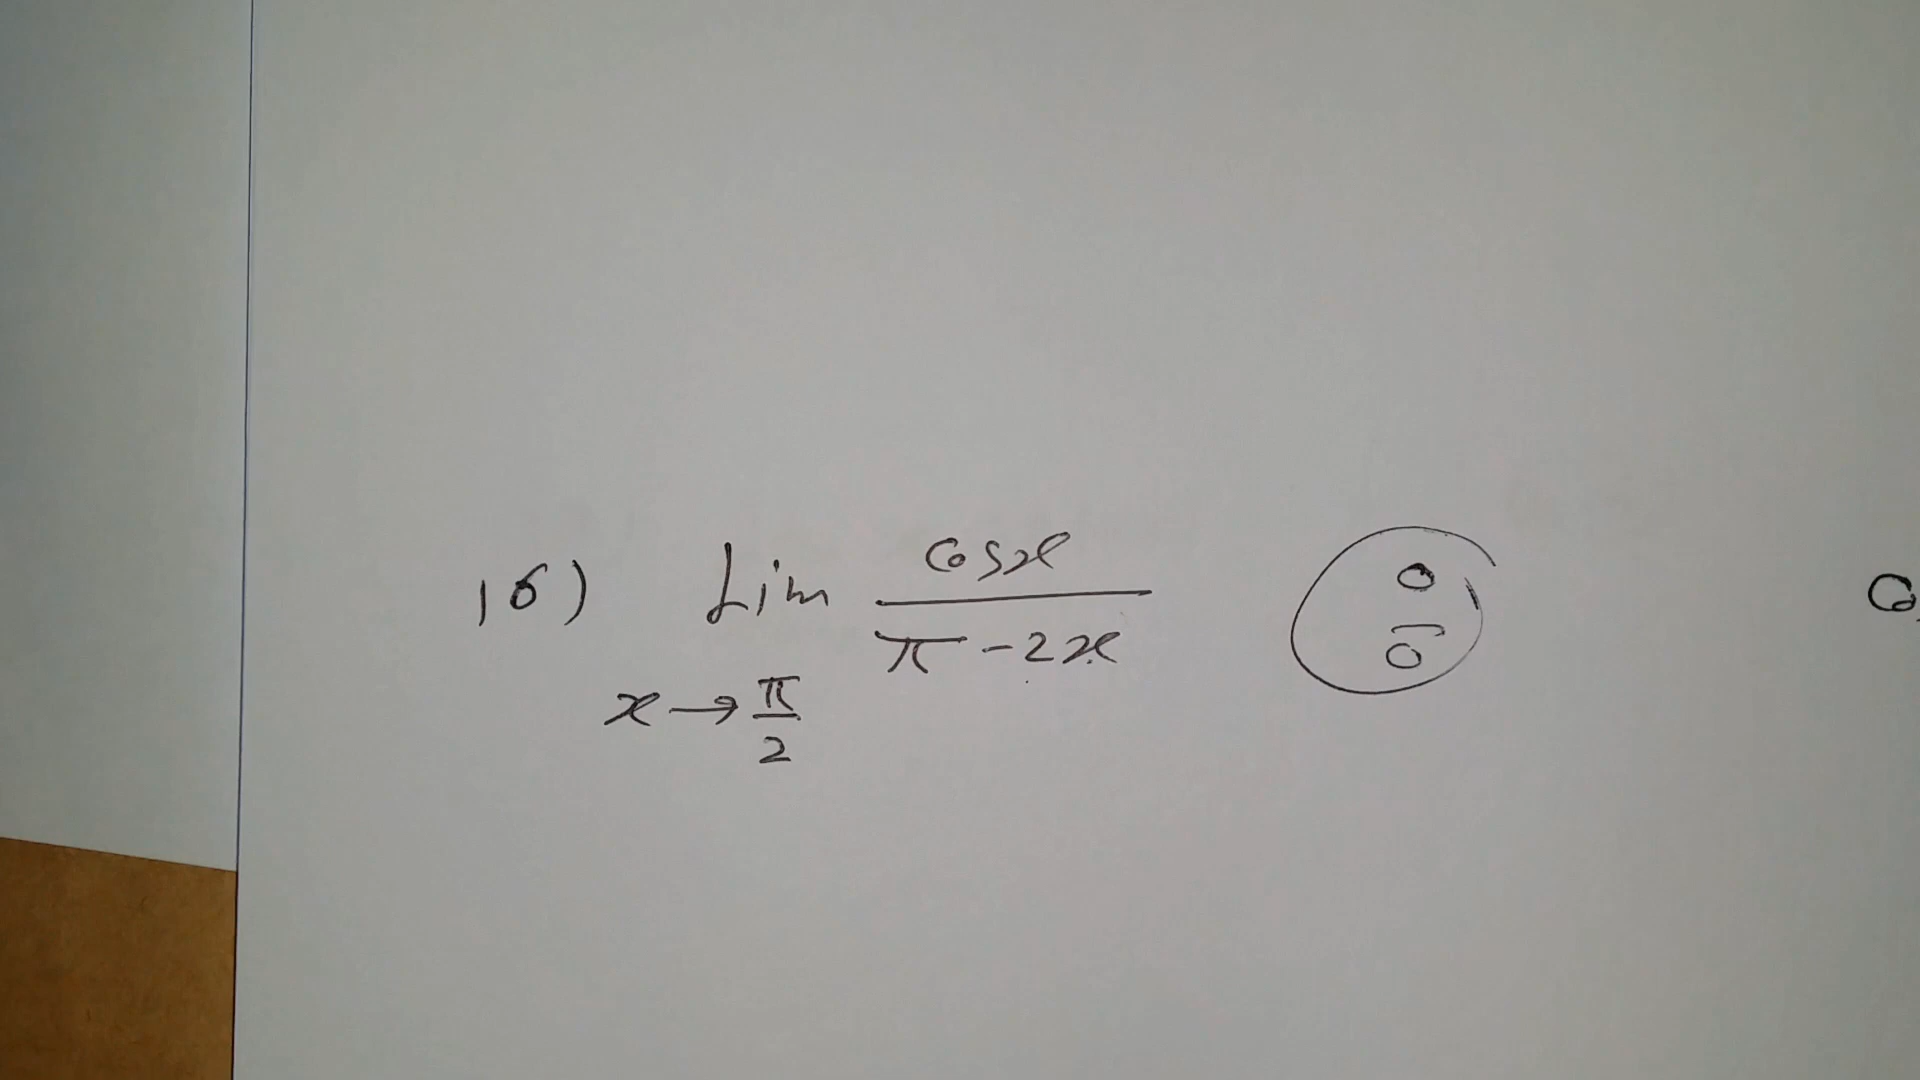 16) Lim cosx / π-2x 0/0
x→π/2